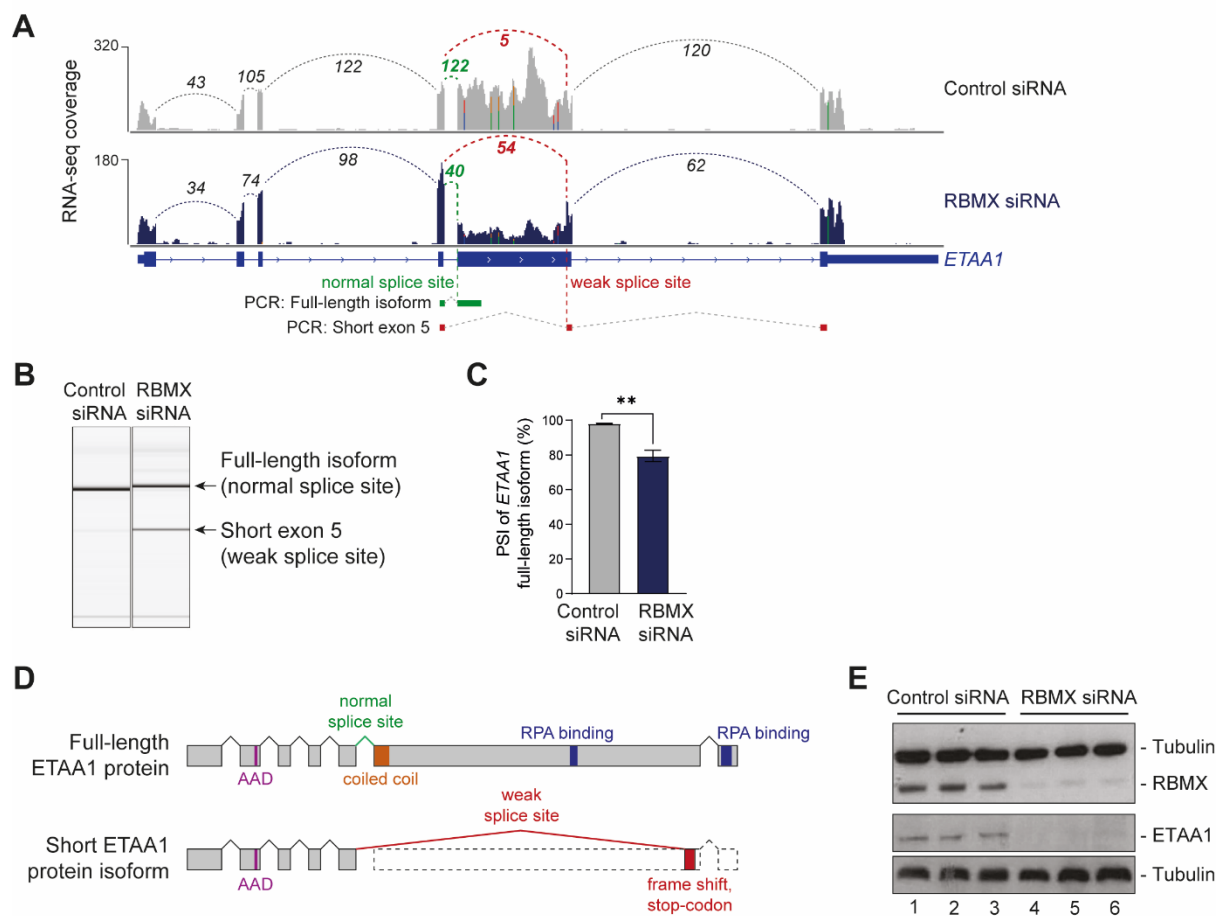 A
RNA-seq coverage
320
43
105
122
122
5
120
Control siRNA
180
34
74
98
40
54
62
RBMX siRNA
ETAA1
normal splice site
weak splice site
PCR: Full-length isoform
PCR: Short exon 5
B
Control
siRNA
RBMX
siRNA
Full-length isoform
(normal splice site)
Short exon 5
(weak splice site)
C
PSI of ETAA1
full-length isoform (%)
**
100
80
60
40
20
0
Control
siRNA
RBMX
siRNA
D
normal
splice site
Full-length
ETAA1 protein
AAD
coiled coil
RPA binding
RPA binding
weak
splice site
Short ETAA1
protein isoform
AAD
frame shift,
stop-codon
E
Control siRNA
RBMX siRNA
- Tubulin
- RBMX
- ETAA1
- Tubulin
1 2 3 4 5 6